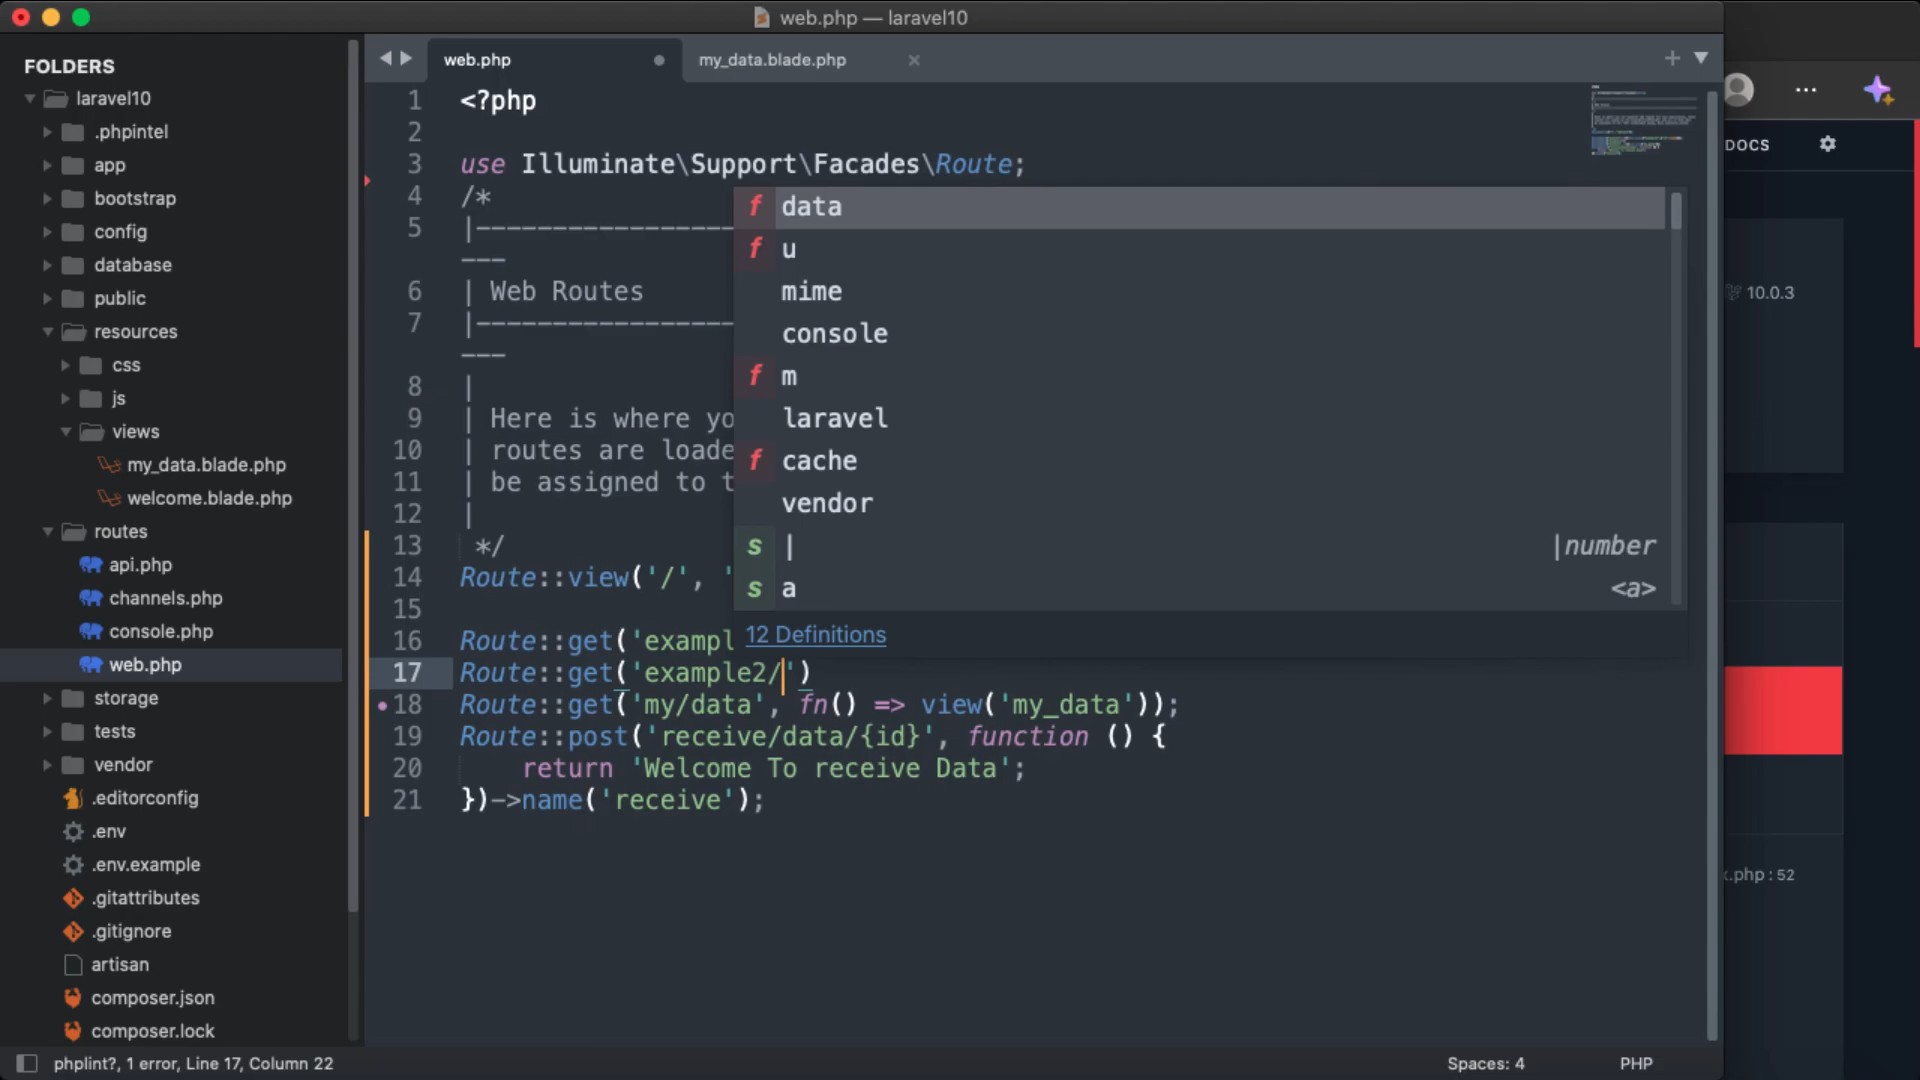 web.php — laravel10
FOLDERS
laravel10
.phpintel
app
bootstrap
config
database
public
resources
css
js
views
my_data.blade.php
welcome.blade.php
routes
api.php
channels.php
console.php
web.php
storage
tests
vendor
.editorconfig
.env
.env.example
.gitattributes
.gitignore
artisan
composer.json
composer.lock
web.php
my_data.blade.php
1 <?php
2
3 use Illuminate\Support\Facades\Route;
4 /*
5 |-----------------
---
6 | Web Routes
7 |-----------------
---
8 |
9 | Here is where yo
10 | routes are loade
11 | be assigned to t
12 |
13 */
14 Route::view('/', '
15
16 Route::get('exampl
17 Route::get('example2/')
18 Route::get('my/data', fn() => view('my_data'));
19 Route::post('receive/data/{id}', function () {
20 return 'Welcome To receive Data';
21 })->name('receive');
f data
f u
mime
console
f m
laravel
f cache
vendor
s | |number
s a <a>
12 Definitions
DOCS
10.0.3
.php : 52
phplint?, 1 error, Line 17, Column 22
Spaces: 4
PHP